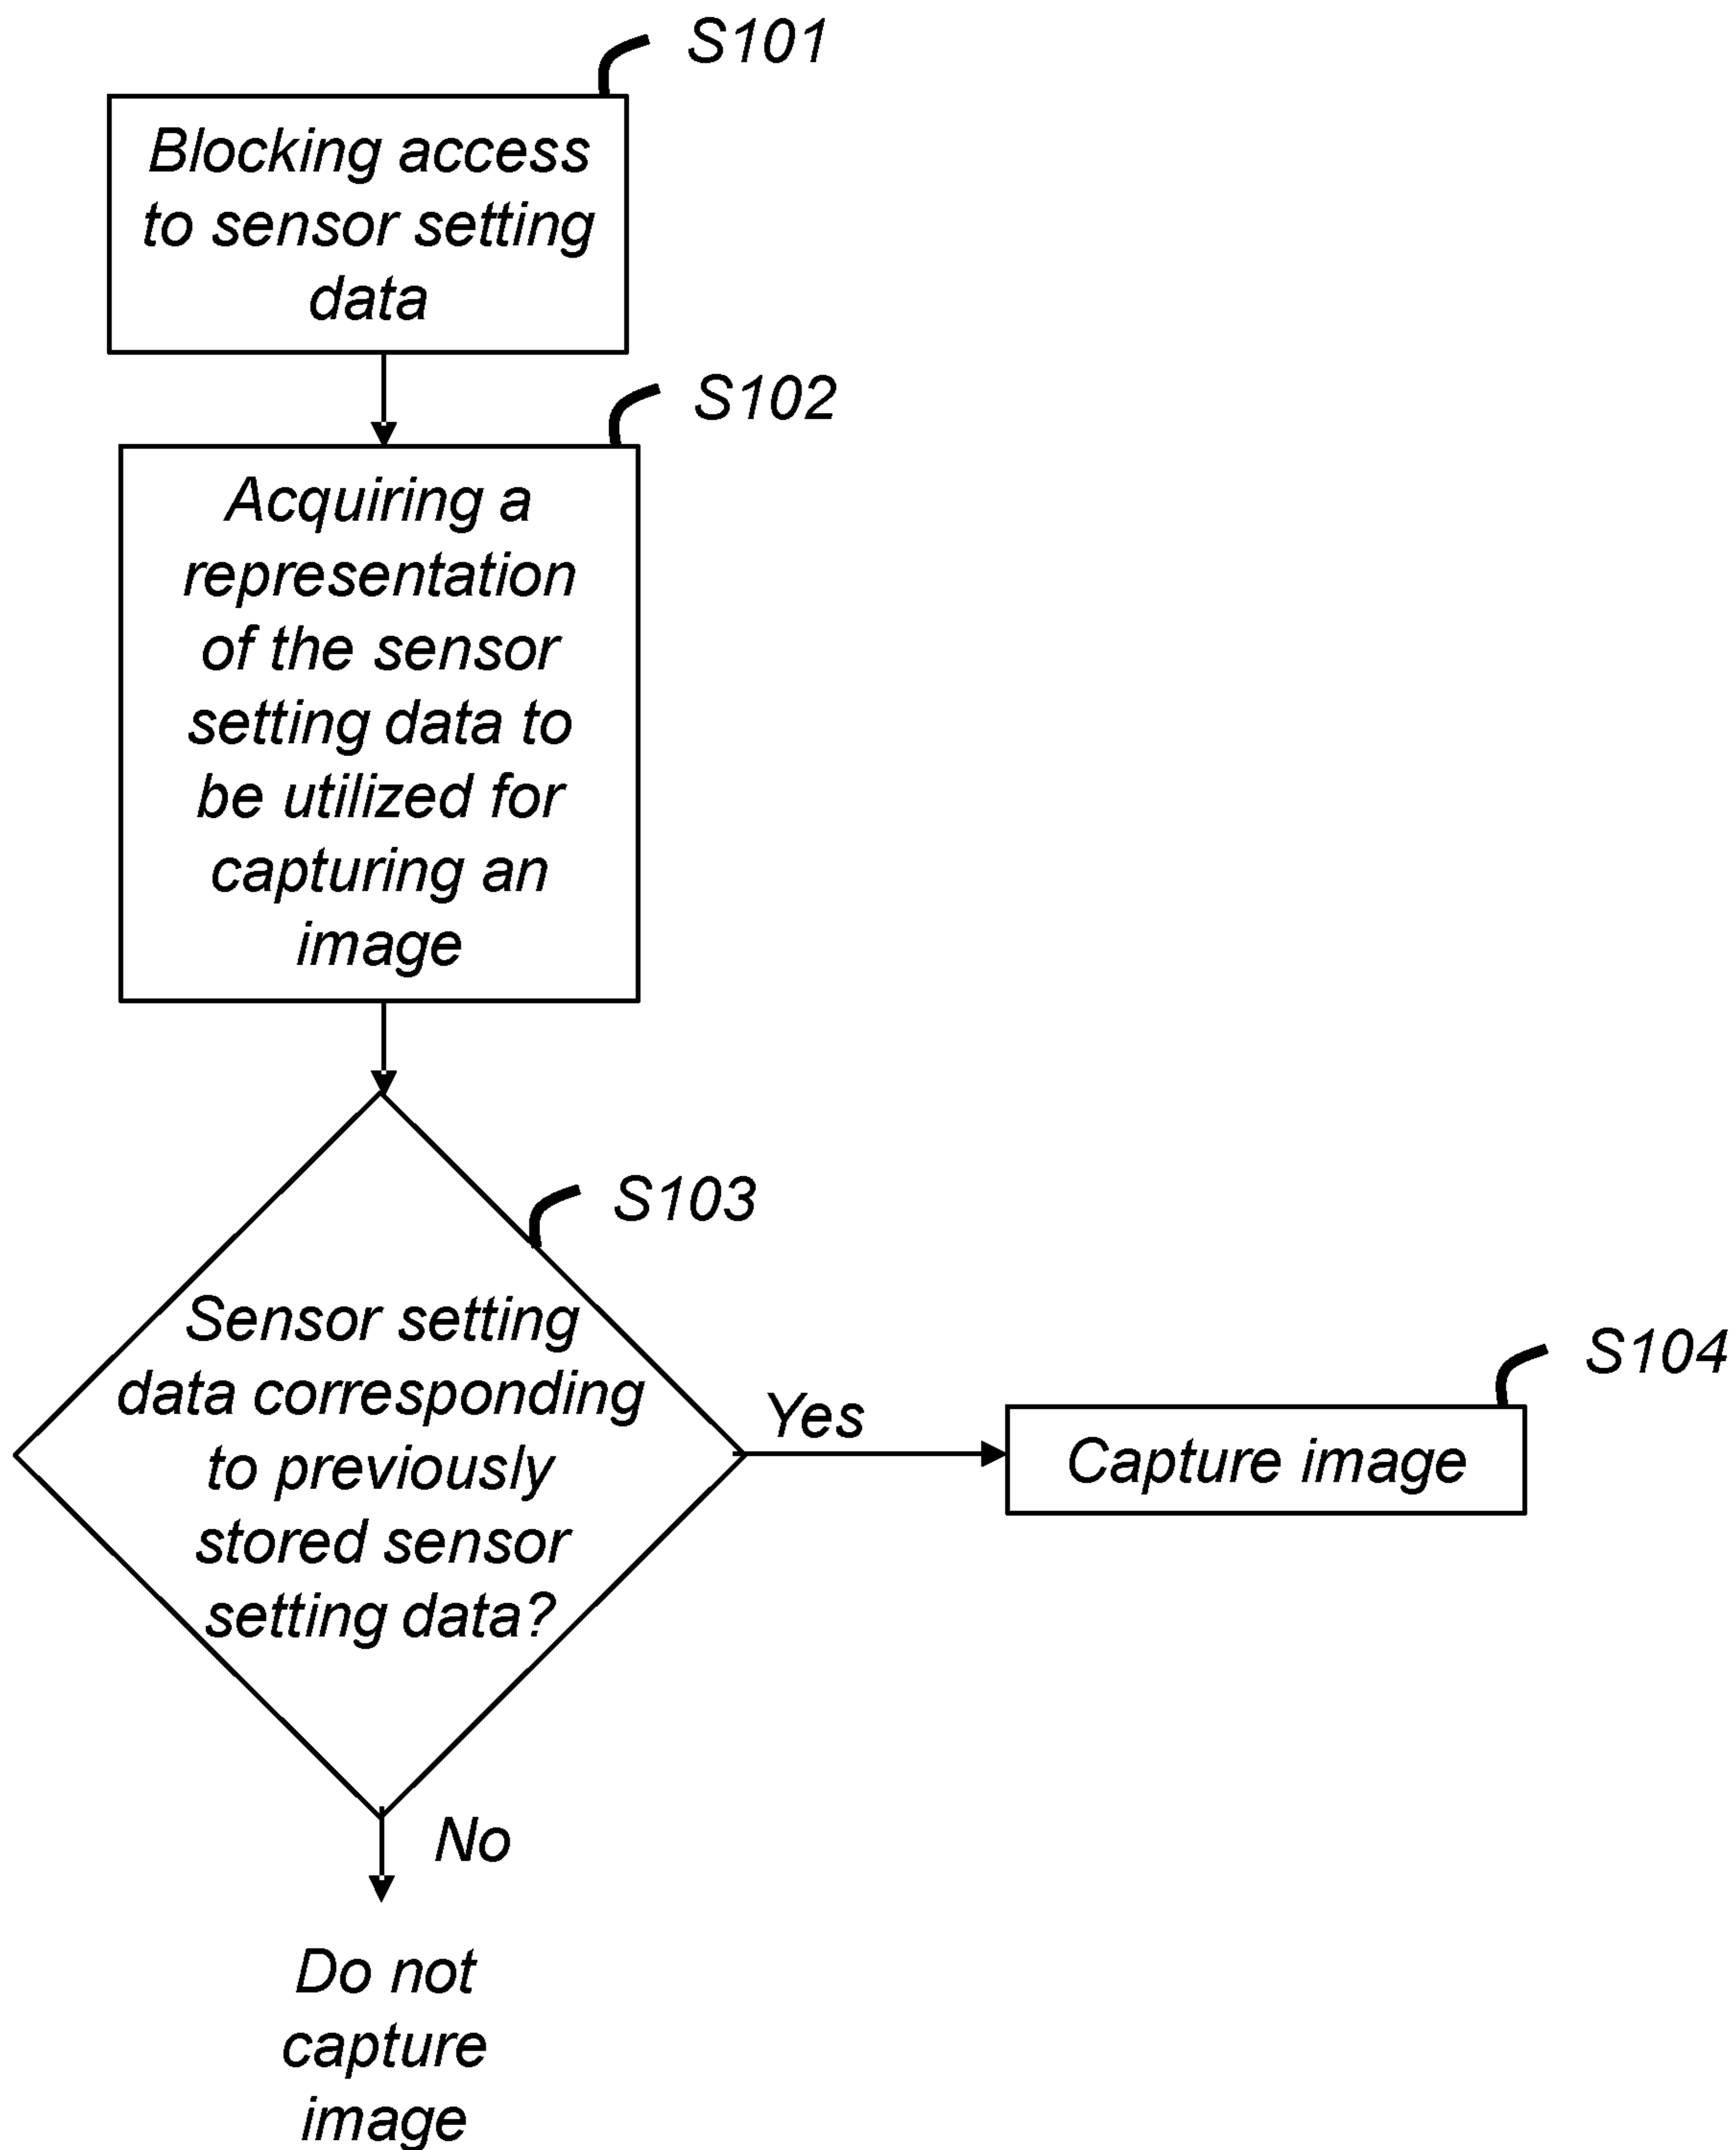 S101
Blocking access
to sensor setting
data
S102
Acquiring a
representation
of the sensor
setting data to
be utilized for
capturing an
image
S103
Sensor setting
data corresponding
to previously
stored sensor
setting data?
Yes
S104
Capture image
No
Do not
capture
image